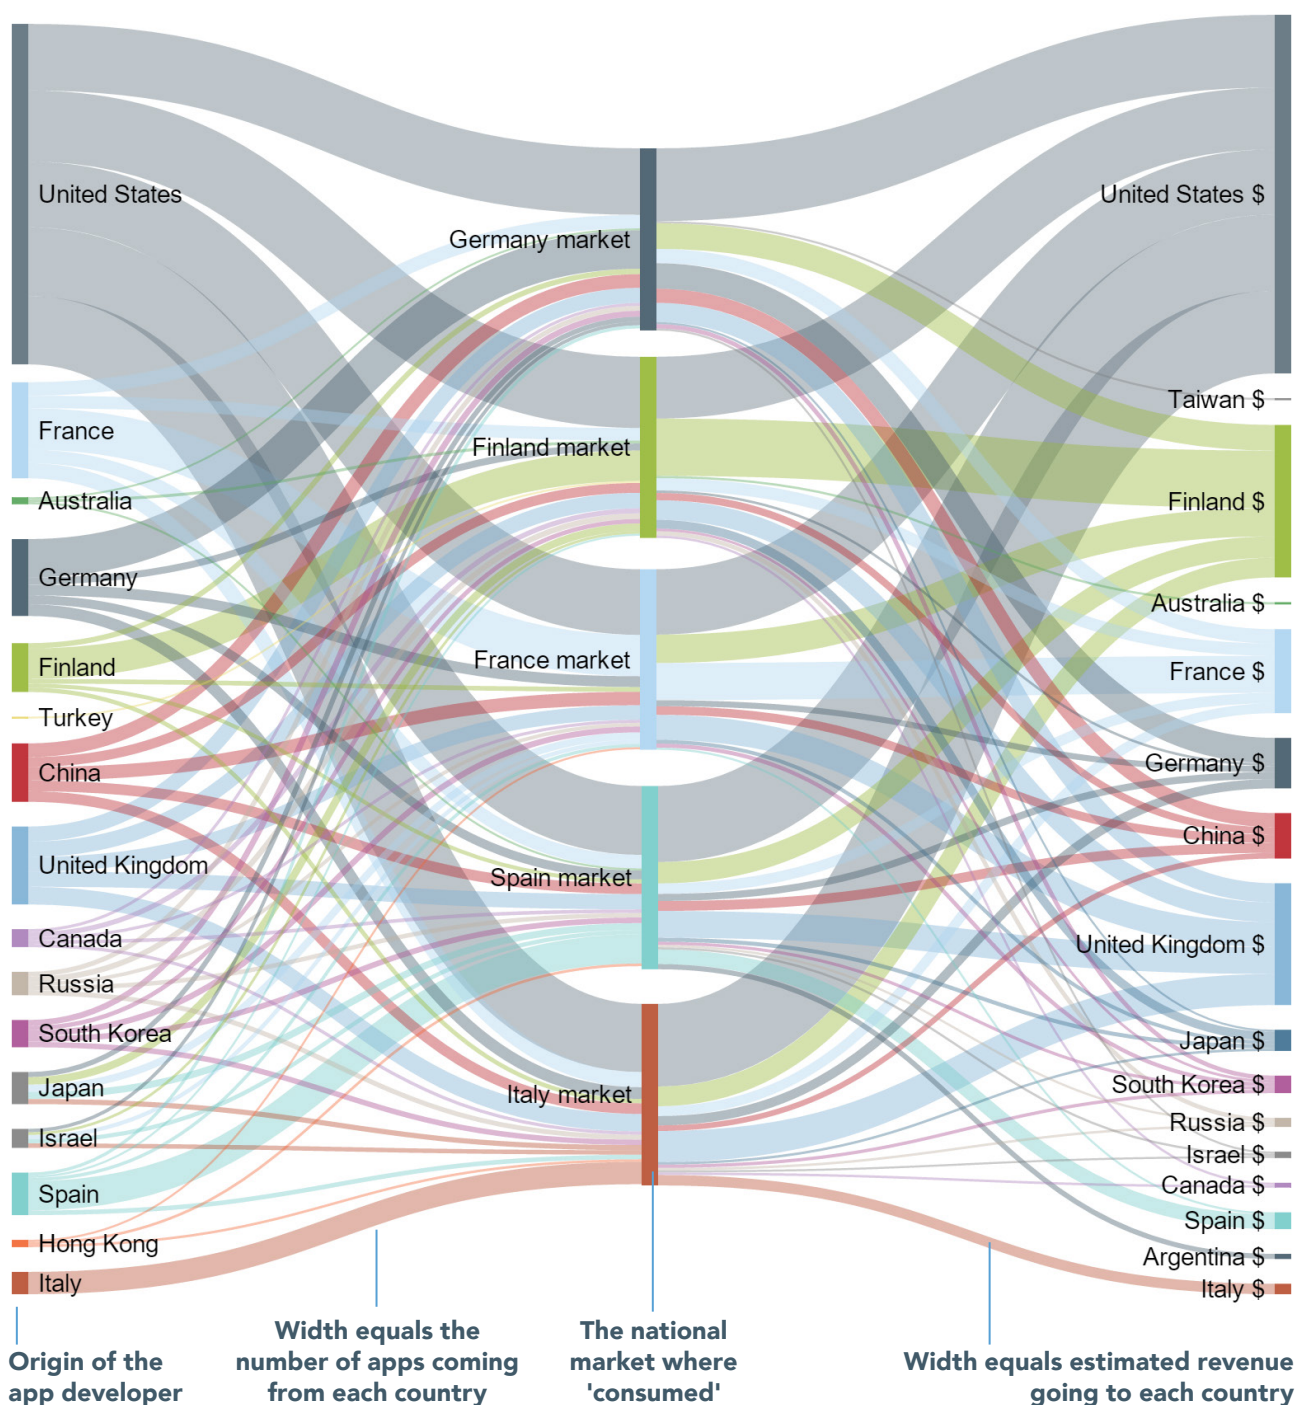 United States
France
Australia
Germany
Finland
Turkey
China
United Kingdom
Canada
Russia
South Korea
Japan
Israel
Spain
Hong Kong
Italy
Germany market
Finland market
France market
Spain market
Italy market
United States $
Taiwan $
Finland $
Australia $
France $
Germany $
China $
United Kingdom $
Japan $
South Korea $
Russia $
Israel $
Canada $
Spain $
Argentina $
Italy $
Origin of the
app developer
Width equals the
number of apps coming
from each country
The national
market where
'consumed'
Width equals estimated revenue
going to each country